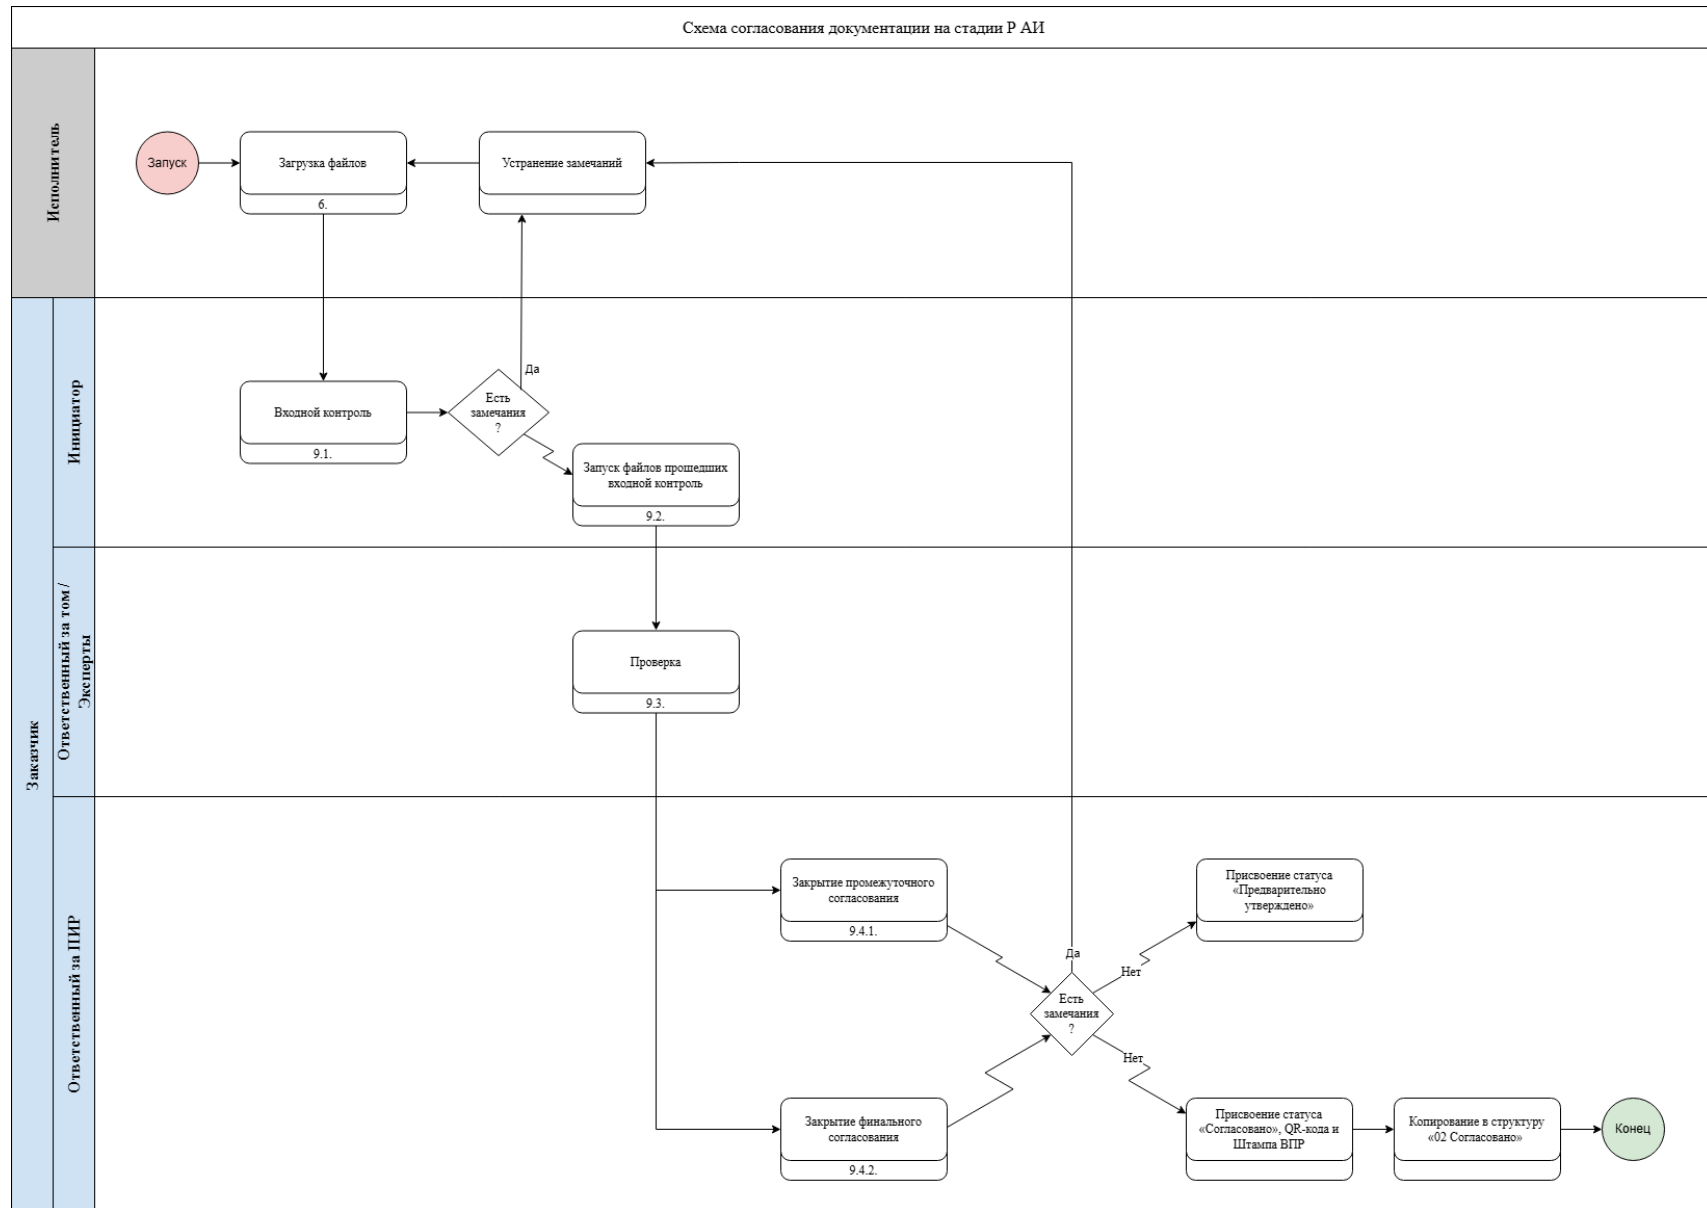 Схема согласования документации на стадии Р АИ
Исполнитель
Запуск
Загрузка файлов
6.
Устранение замечаний
Заказчик
Инициатор
Входной контроль
9.1.
Есть
замечания
?
Да
Запуск файлов прошедших
входной контроль
9.2.
Ответственный за том/
Эксперты
Проверка
9.3.
Ответственный за ПИР
Закрытие промежуточного
согласования
9.4.1.
Закрытие финального
согласования
9.4.2.
Есть
замечания
?
Да
Нет
Присвоение статуса
«Предварительно
утверждено»
Нет
Присвоение статуса
«Согласовано», QR-кода и
Штампа ВПР
Копирование в структуру
«02 Согласовано»
Конец